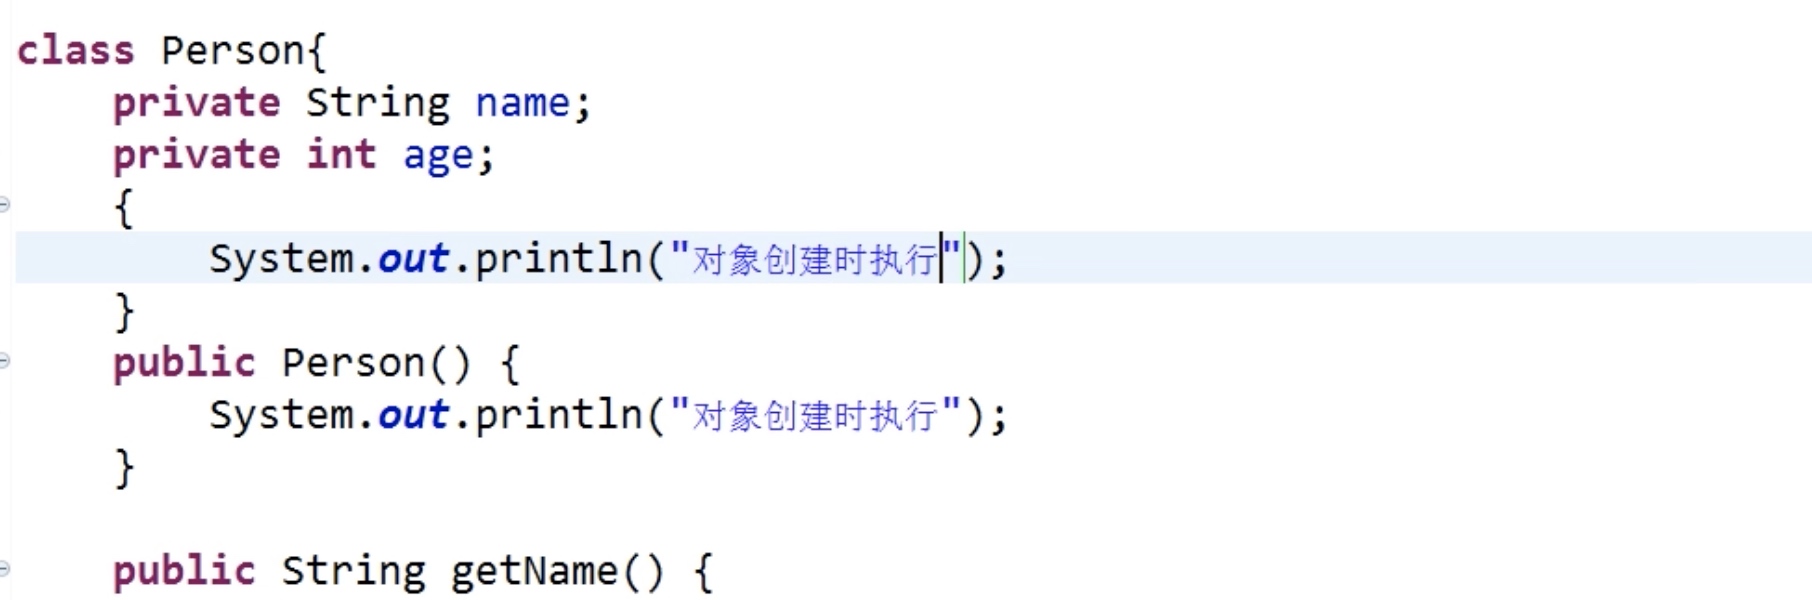 class Person{
    private String name;
    private int age;
    {
        System.out.println("对象创建时执行");
    }
    public Person() {
        System.out.println("对象创建时执行");
    }
    public String getName() {